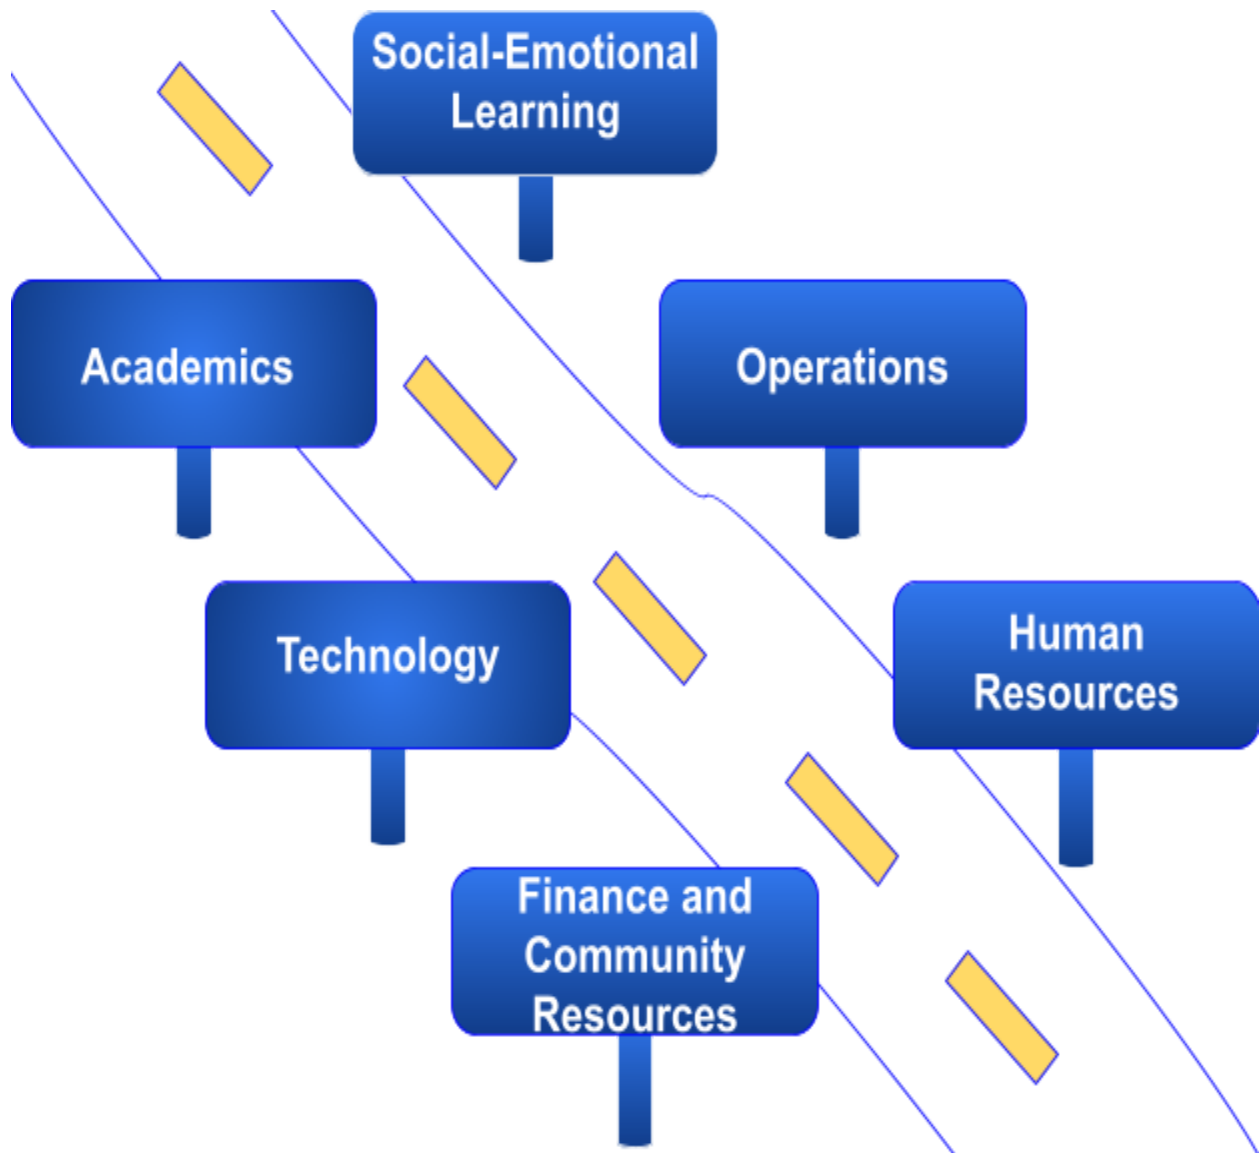 Social-Emotional
Learning
Academics
Operations
Technology
Human
Resources
Finance and
Community
Resources